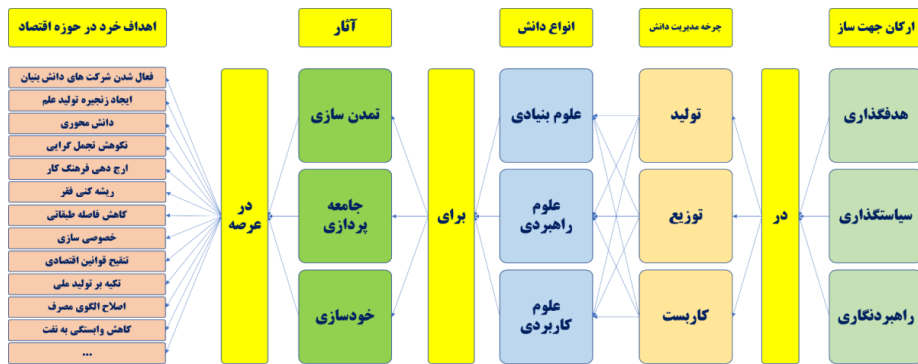 ارکان جهت ساز
چرخه مدیریت دانش
انواع دانش
آثار
اهداف خرد در حوزه اقتصاد
هدفگذاری
سیاستگذاری
راهبردنگاری
در
تولید
توزیع
کاربست
علوم بنیادی
علوم
راهبردی
علوم
کاربردی
برای
تمدن سازی
جامعه
پردازی
خودسازی
در
عرصه
فعال شدن شرکت های دانش بنیان
ایجاد زنجیره تولید علم
دانش محوری
نکوهش تجمل گرایی
ارج دهی فرهنگ کار
ریشه کنی فقر
کاهش فاصله طبقاتی
خصوصی سازی
تنقیح قوانین اقتصادی
تکیه بر تولید ملی
اصلاح الگوی مصرف
کاهش وابستگی به نفت
...